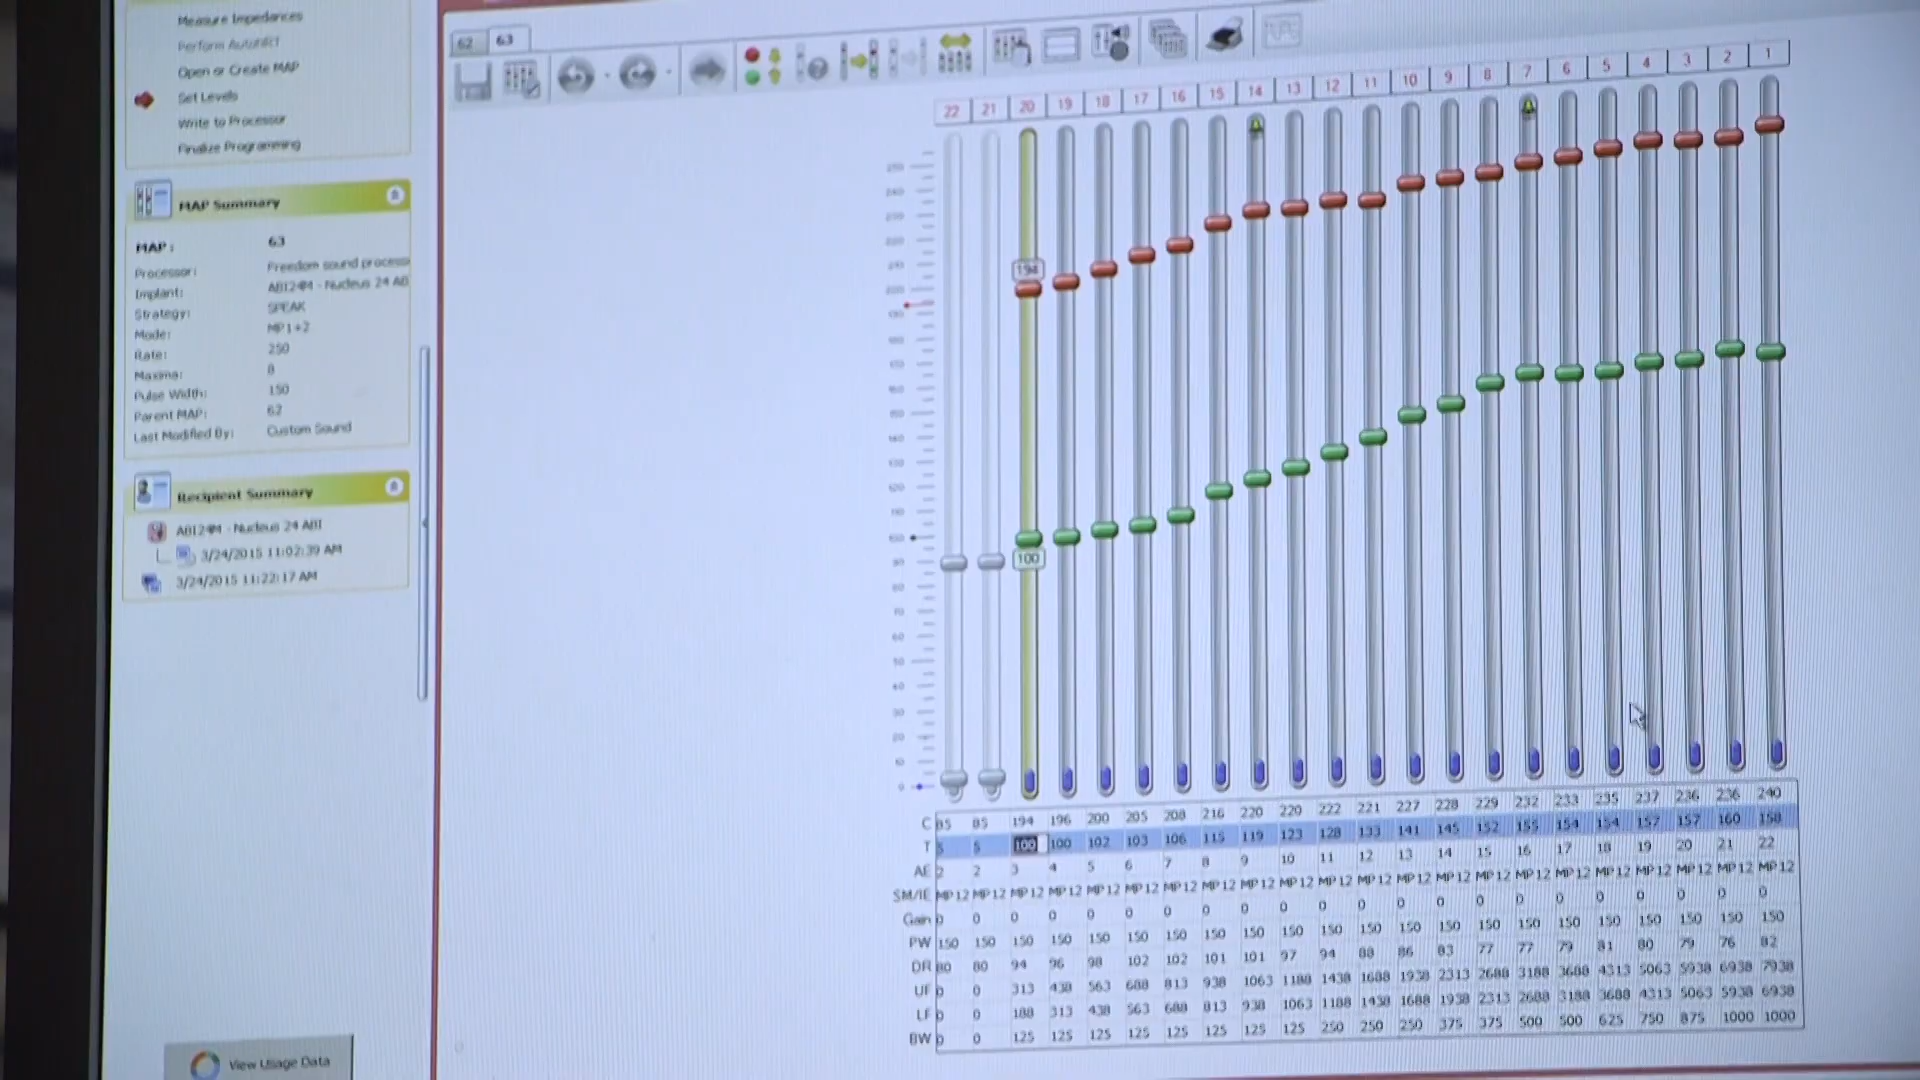 Measure Impedances
Perform AutoNRT
Open or Create MAP
Set Levels
Write to Processor
Finalize Programming
MAP Summary
MAP: 63
Processor: Freedom sound process
Implant: ABI24M - Nucleus 24 AB
Strategy: SPEAK
Mode: MP1+2
Rate: 250
Maxima: 8
Pulse Width: 150
Parent MAP: 62
Last Modified By: Custom Sound
Recipient Summary
ABI24M - Nucleus 24 ABI
3/24/2015 11:02:39 AM
3/24/2015 11:22:17 AM
View Usage Data
62 63
22 21 20 19 18 17 16 15 14 13 12 11 10 9 8 7 6 5 4 3 2 1
194
100
C 85 85 194 196 200 205 208 216 220 220 222 221 227 228 229 232 233 235 237 236 236 240
T 5 5 100 100 102 103 106 115 119 123 128 133 141 145 152 155 154 154 157 157 160 158
AE 2 2 3 4 5 6 7 8 9 10 11 12 13 14 15 16 17 18 19 20 21 22
SM/IE MP12 MP12 MP12 MP12 MP12 MP12 MP12 MP12 MP12 MP12 MP12 MP12 MP12 MP12 MP12 MP12 MP12 MP12 MP12 MP12 MP12 MP12
Gain 0 0 0 0 0 0 0 0 0 0 0 0 0 0 0 0 0 0 0 0 0 0
PW 150 150 150 150 150 150 150 150 150 150 150 150 150 150 150 150 150 150 150 150 150 150
DR 80 80 94 96 98 102 102 101 101 97 94 88 86 83 77 77 79 81 80 79 76 82
UF 0 0 313 438 563 688 813 938 1063 1188 1438 1688 1938 2313 2688 3188 3688 4313 5063 5938 6938 7938
LF 0 0 188 313 438 563 688 813 938 1063 1188 1438 1688 1938 2313 2688 3188 3688 4313 5063 5938 6938
BW 0 0 125 125 125 125 125 125 125 125 250 250 250 375 375 500 500 625 750 875 1000 1000